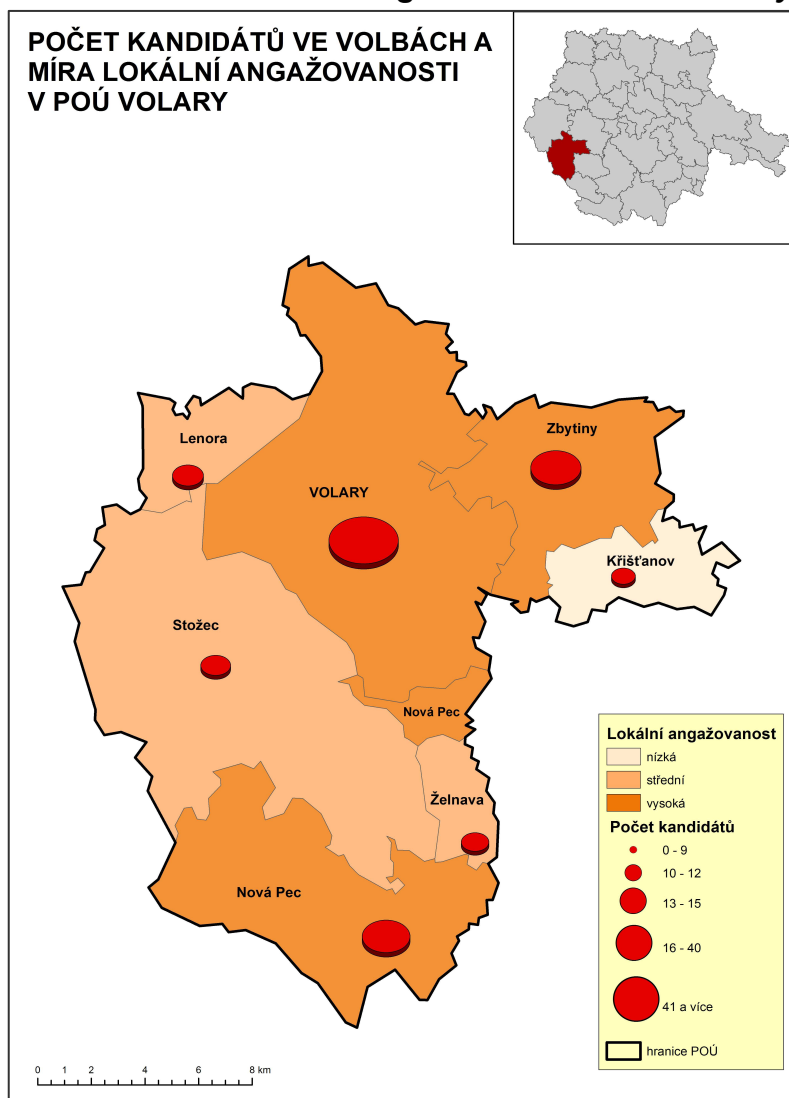 POČET KANDIDÁTŮ VE VOLBÁCH A
MÍRA LOKÁLNÍ ANGAŽOVANOSTI
V POÚ VOLARY
Lenora
Zbytiny
VOLARY
Křišťanov
Stožec
Nová Pec
Želnava
Nová Pec
Lokální angažovanost
nízká
střední
vysoká
Počet kandidátů
0 - 9
10 - 12
13 - 15
16 - 40
41 a více
hranice POÚ
0 2 4 6 8 km